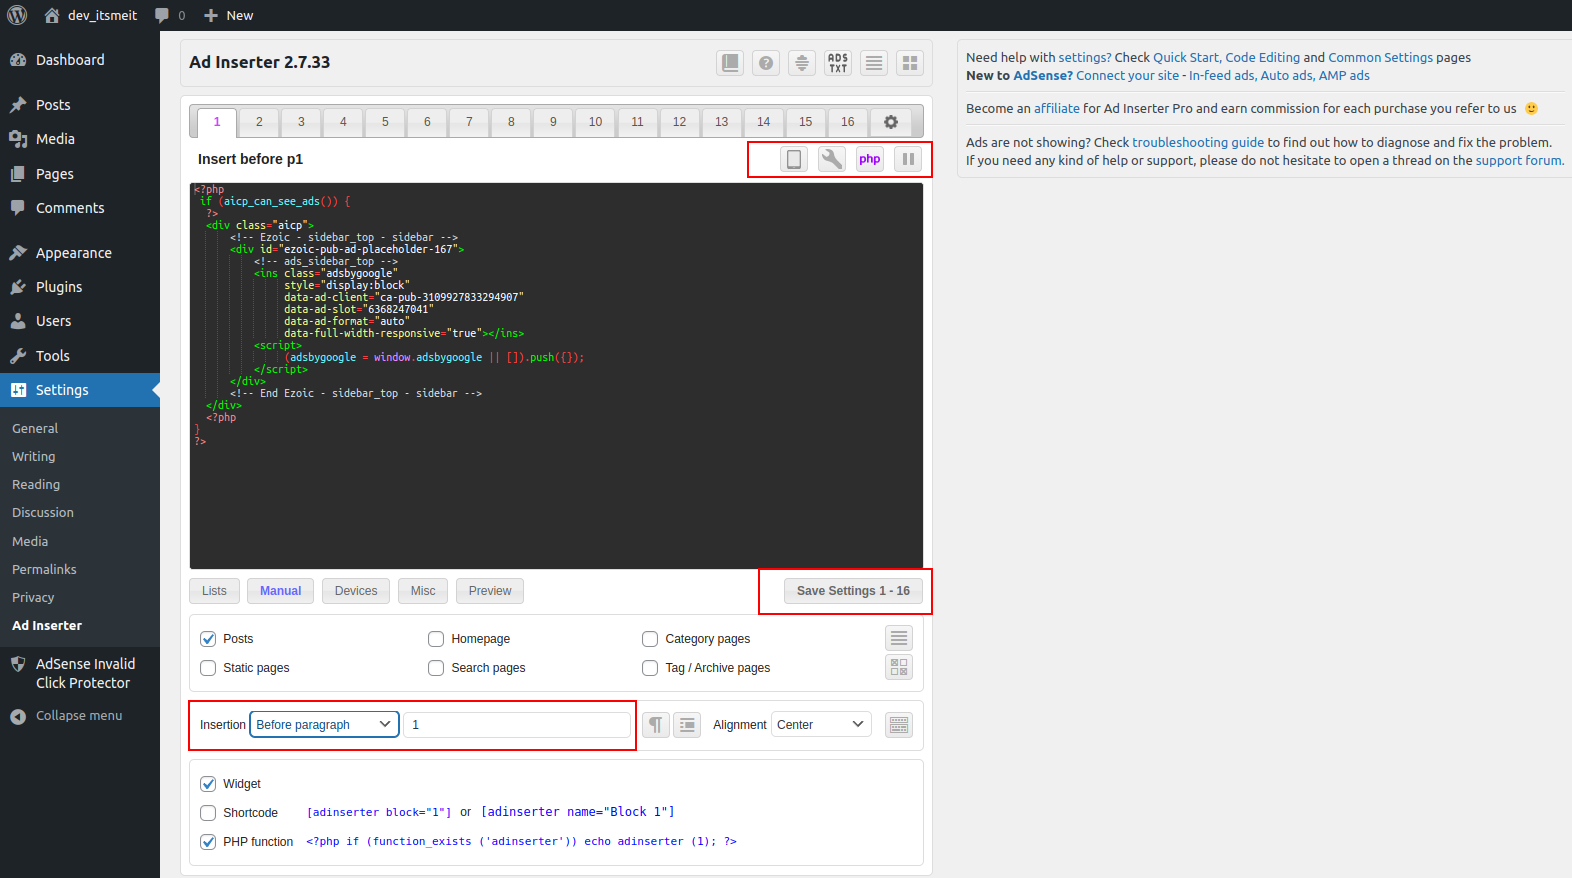 dev_itsmeit 0 New
Dashboard
Posts
Media
Pages
Comments
Appearance
Plugins
Users
Tools
Settings
General
Writing
Reading
Discussion
Media
Permalinks
Privacy
Ad Inserter
AdSense Invalid
Click Protector
Collapse menu
Ad Inserter 2.7.33
ADS
TXT
1 2 3 4 5 6 7 8 9 10 11 12 13 14 15 16
Insert before p1
php
<?php
if (aicp_can_see_ads()) {
?>
<div class="aicp">
<!-- Ezoic - sidebar_top - sidebar -->
<div id="ezoic-pub-ad-placeholder-167">
<!-- ads_sidebar_top -->
<ins class="adsbygoogle"
style="display:block"
data-ad-client="ca-pub-3109927833294907"
data-ad-slot="6368247041"
data-ad-format="auto"
data-full-width-responsive="true"></ins>
<script>
(adsbygoogle = window.adsbygoogle || []).push({});
</script>
</div>
<!-- End Ezoic - sidebar_top - sidebar -->
</div>
<?php
}
?>
Lists Manual Devices Misc Preview Save Settings 1 - 16
Posts Homepage Category pages
Static pages Search pages Tag / Archive pages
Insertion Before paragraph 1 Alignment Center
Widget
Shortcode [adinserter block="1"] or [adinserter name="Block 1"]
PHP function <?php if (function_exists ('adinserter')) echo adinserter (1); ?>
Need help with settings? Check Quick Start, Code Editing and Common Settings pages
New to AdSense? Connect your site - In-feed ads, Auto ads, AMP ads
Become an affiliate for Ad Inserter Pro and earn commission for each purchase you refer to us
Ads are not showing? Check troubleshooting guide to find out how to diagnose and fix the problem.
If you need any kind of help or support, please do not hesitate to open a thread on the support forum.